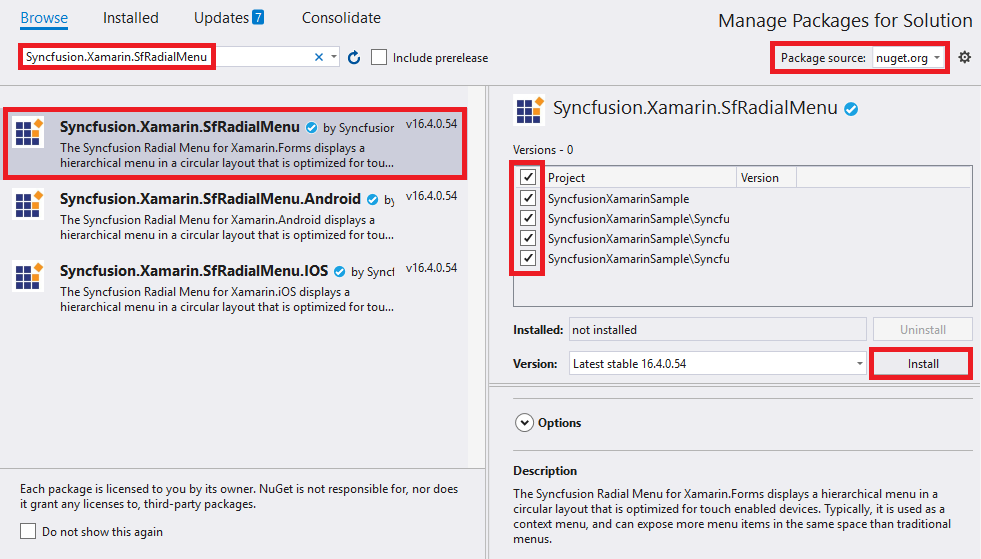 Browse Installed Updates 7 Consolidate
Manage Packages for Solution
Syncfusion.Xamarin.SfRadialMenu
Include prerelease
Package source: nuget.org
Syncfusion.Xamarin.SfRadialMenu by Syncfusion v16.4.0.54
The Syncfusion Radial Menu for Xamarin.Forms displays a
hierarchical menu in a circular layout that is optimized for tou...
Syncfusion.Xamarin.SfRadialMenu.Android by v16.4.0.54
The Syncfusion Radial Menu for Xamarin.Android displays a
hierarchical menu in a circular layout that is optimized for tou...
Syncfusion.Xamarin.SfRadialMenu.IOS by Syncf v16.4.0.54
The Syncfusion Radial Menu for Xamarin.iOS displays a
hierarchical menu in a circular layout that is optimized for tou...
Each package is licensed to you by its owner. NuGet is not responsible for, nor does
it grant any licenses to, third-party packages.
Do not show this again
Syncfusion.Xamarin.SfRadialMenu
Versions - 0
Project Version
SyncfusionXamarinSample
SyncfusionXamarinSample\Syncfu
SyncfusionXamarinSample\Syncfu
SyncfusionXamarinSample\Syncfu
Installed: not installed Uninstall
Version: Latest stable 16.4.0.54 Install
Options
Description
The Syncfusion Radial Menu for Xamarin.Forms displays a hierarchical menu in a
circular layout that is optimized for touch enabled devices. Typically, it is used as a
context menu, and can expose more menu items in the same space than traditional
menus.